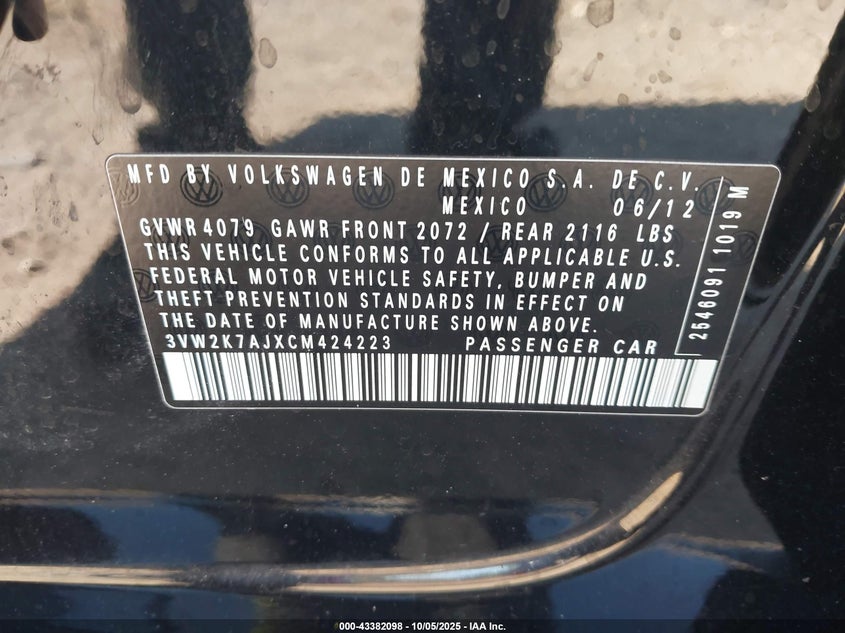 MFD BY VOLKSWAGEN DE MEXICO S.A. DE C.V.
MEXICO 06/12
GVWR 4079 GAWR FRONT 2072 / REAR 2116 LBS
THIS VEHICLE CONFORMS TO ALL APPLICABLE U.S.
FEDERAL MOTOR VEHICLE SAFETY, BUMPER AND
THEFT PREVENTION STANDARDS IN EFFECT ON
THE DATE OF MANUFACTURE SHOWN ABOVE.
3VW2K7AJXCM424223 PASSENGER CAR
2546091 1019 M
000-43382098 - 10/05/2025 - IAA Inc.